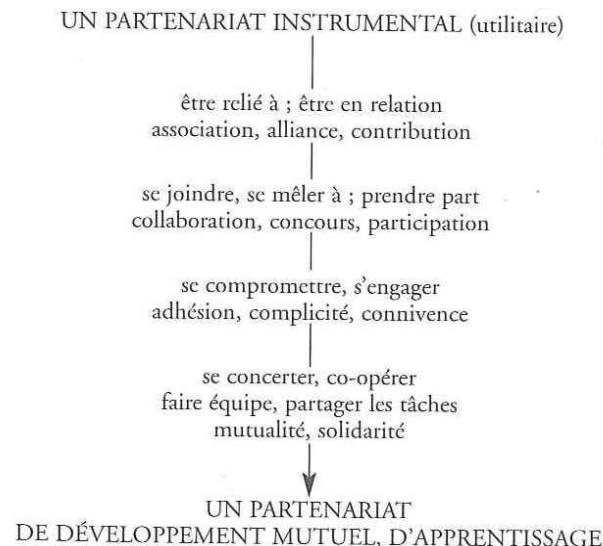 UN PARTENARIAT INSTRUMENTAL (utilitaire)
être relié à ; être en relation
association, alliance, contribution
se joindre, se mêler à ; prendre part
collaboration, concours, participation
se compromettre, s'engager
adhésion, complicité, connivence
se concerter, co-opérer
faire équipe, partager les tâches
mutualité, solidarité
UN PARTENARIAT
DE DÉVELOPPEMENT MUTUEL, D'APPRENTISSAGE